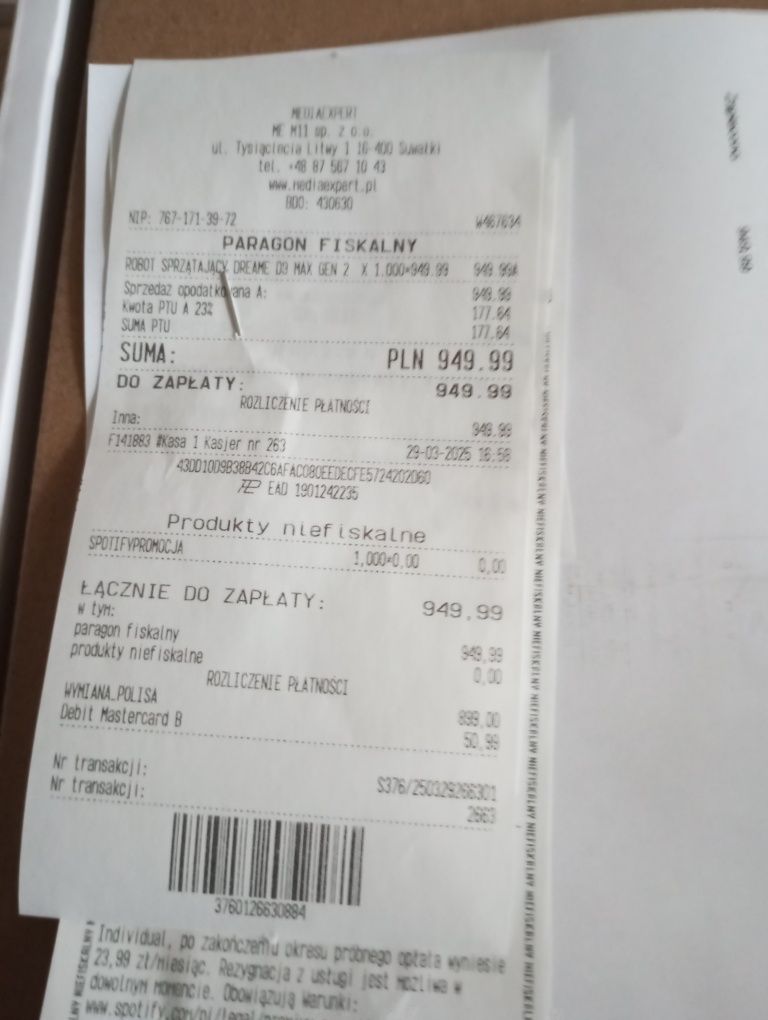 MEDIAEXPERT
ME M11 sp. z o.o.
ul. Tysiąclecia Litwy 1 16-400 Suwałki
tel. +48 87 567 10 43
www.mediaexpert.pl
BDO: 430630
NIP: 767-171-39-72 W467634
PARAGON FISKALNY
ROBOT SPRZĄTAJĄCY DREAME D9 MAX GEN 2 X 1,000*949.99 949.99A
Sprzedaż opodatkowana A: 949.99
Kwota PTU A 23% 177.64
SUMA PTU 177.64
SUMA: PLN 949.99
DO ZAPŁATY: 949.99
ROZLICZENIE PŁATNOŚCI
Inna: 949.99
F141883 #Kasa 1 Kasjer nr 263 29-03-2025 16:58
43DD10D9B38B42C6AFAC080EEDECFE5724202D60
EAD 1901242235
Produkty niefiskalne
SPOTIFYPROMOCJA 1,000*0,00 0,00
ŁĄCZNIE DO ZAPŁATY: 949,99
w tym:
paragon fiskalny 949,99
produkty niefiskalne 0,00
ROZLICZENIE PŁATNOŚCI
WYMIANA_POLISA 899,00
Debit Mastercard B 50,99
Nr transakcji: S376/250329266301
Nr transakcji: 2663
3760126630884
Individual, po zakończeniu okresu próbnego opłata wyniesie
23,99 zł/miesiąc. Rezygnacja z usługi jest możliwa w
dowolnym momencie. Obowiązują warunki:
NIEFISKALNY NIEFISKALNY NIEFISKALNY NIEFISKALNY